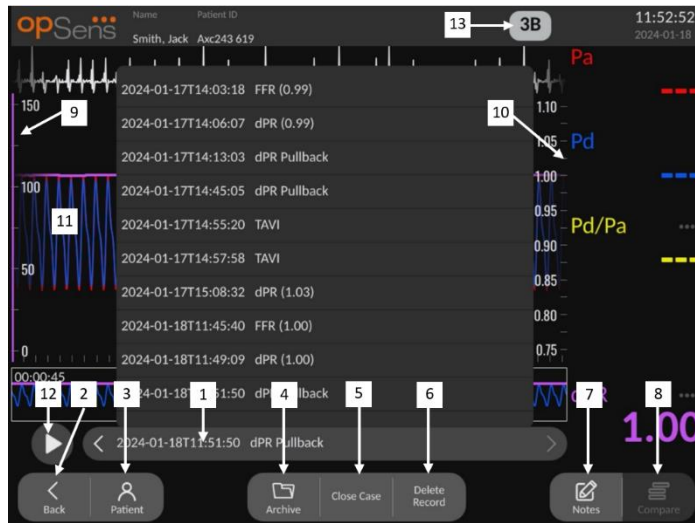 opSens
Name
Patient ID
Smith, Jack
Axc243 619
13
3B
11:52:52
2024-01-18
Pa
150
9
2024-01-17T14:03:18 FFR (0.99)
1.10
2024-01-17T14:06:07 dPR (0.99)
10
1.05
Pd
2024-01-17T14:13:03 dPR Pullback
1.00
100
2024-01-17T14:45:05 dPR Pullback
11
2024-01-17T14:55:20 TAVI
0.95
Pd/Pa
2024-01-17T14:57:58 TAVI
0.90
50
2024-01-17T15:08:32 dPR (1.03)
0.85
2024-01-18T11:45:40 FFR (1.00)
0.80
0
2024-01-18T11:49:09 dPR (1.00)
0.75
00:00:45
12
2
3
1
4
5
6
7
8
1.00
2024-01-18T11:51:50 dPR Pullback
Back
Patient
Archive
Close Case
Delete
Record
Notes
Compare